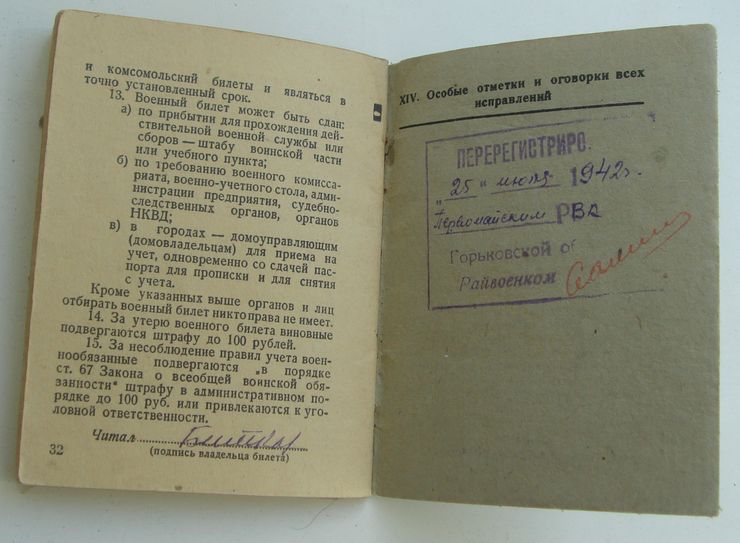 и комсомольский билеты и являться в
точно установленный срок.
13. Военный билет может быть сдан:
а) по прибытии для прохождения дей-
ствительной военной службы или
сборов — штабу воинской части
или учебного пункта;
б) по требованию военного комисса-
риата, военно-учетного стола, адми-
нистрации предприятия, судебно-
следственных органов, органов
НКВД;
в) в городах — домоуправляющим
(домовладельцам) для приема на
учет, одновременно со сдачей пас-
порта для прописки и для снятия
с учета.
Кроме указанных выше органов и лиц
отбирать военный билет никто права не имеет.
14. За утерю военного билета виновные
подвергаются штрафу до 100 рублей.
15. За несоблюдение правил учета воен-
нообязанные подвергаются „в порядке
ст. 67 Закона о всеобщей воинской обя-
занности" штрафу в административном по-
рядке до 100 руб. или привлекаются к уго-
ловной ответственности.
Читал
(подпись владельца билета)
32
XIV. Особые отметки и оговорки всех
исправлений
ПЕРЕРЕГИСТРИРО.
„25" июля 1942г.
Первомайском РВК
Горьковской об
Райвоенком